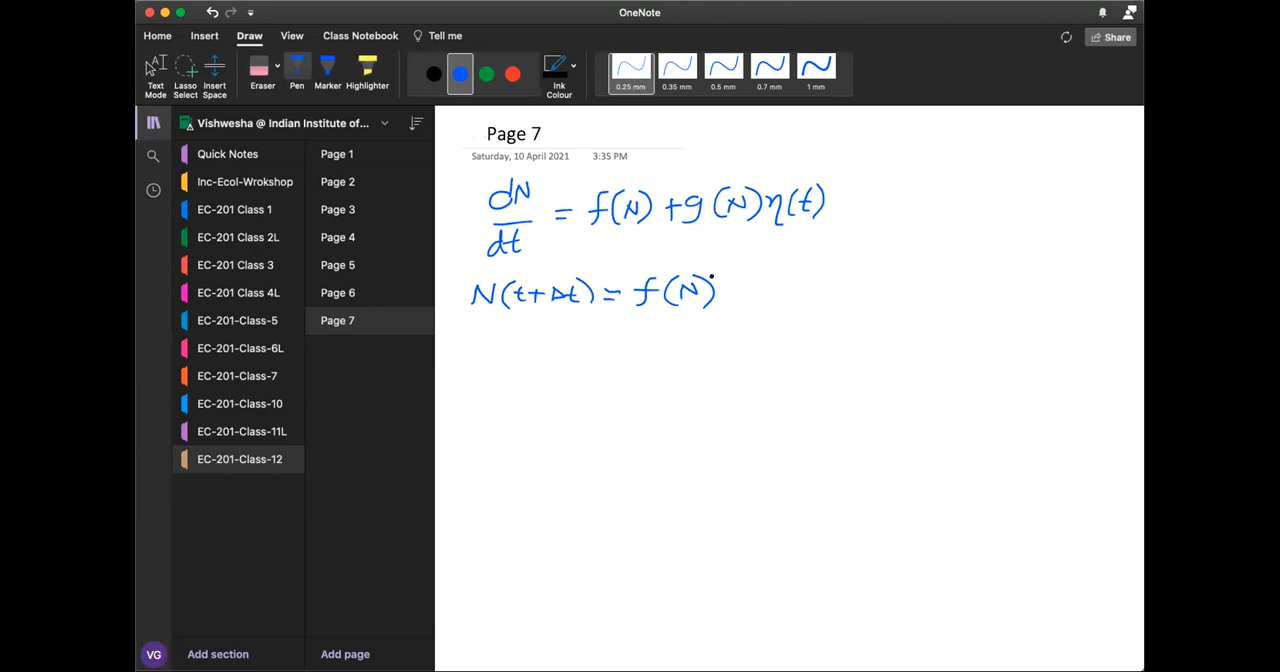 OneNote
Home Insert Draw View Class Notebook Tell me
Share
Text Mode
Lasso Select
Insert Space
Eraser
Pen
Marker
Highlighter
Ink Colour
0.25 mm
0.35 mm
0.5 mm
0.7 mm
1 mm
Vishwesha @ Indian Institute of...
Quick Notes
Inc-Ecol-Wrokshop
EC-201 Class 1
EC-201 Class 2L
EC-201 Class 3
EC-201 Class 4L
EC-201-Class-5
EC-201-Class-6L
EC-201-Class-7
EC-201-Class-10
EC-201-Class-11L
EC-201-Class-12
Page 1
Page 2
Page 3
Page 4
Page 5
Page 6
Page 7
VG
Add section
Add page
Page 7
Saturday, 10 April 2021 3:35 PM
dN/dt = f(N) + g(N)η(t)
N(t+Δt) = f(N)